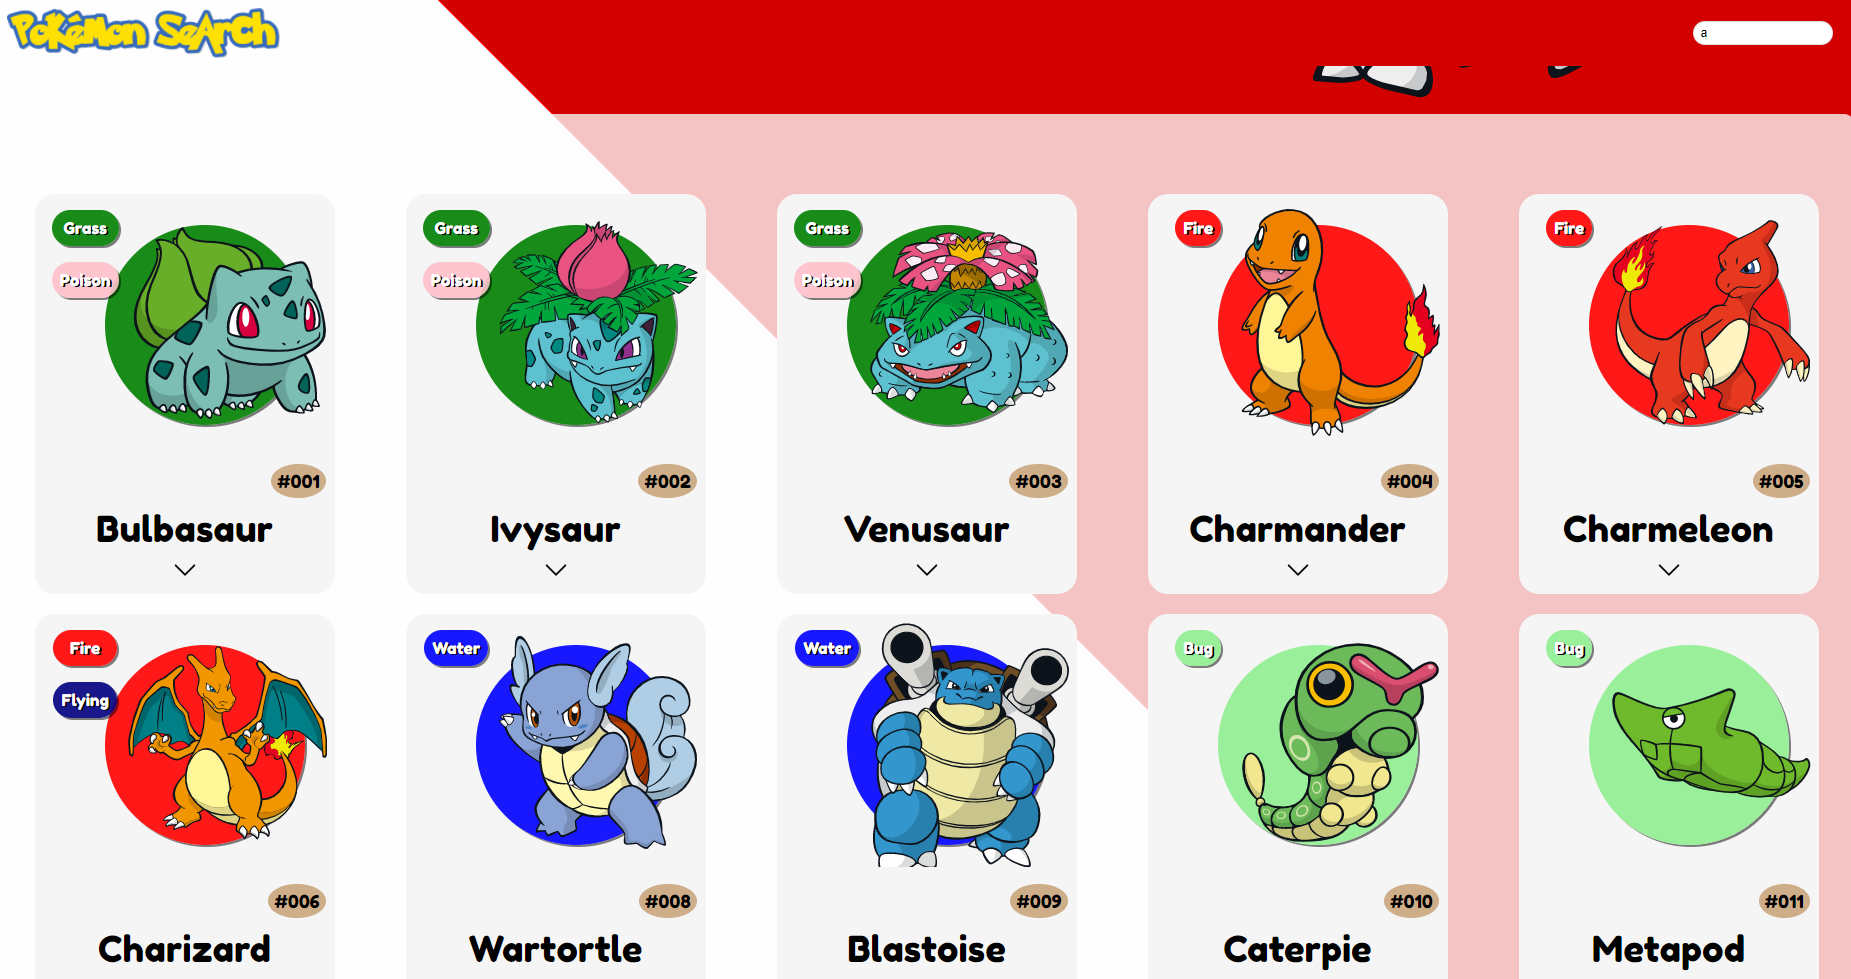 PoKéMon SeArch
a
Grass
Poison
#001
Bulbasaur
Grass
Poison
#002
Ivysaur
Grass
Poison
#003
Venusaur
Fire
#004
Charmander
Fire
#005
Charmeleon
Fire
Flying
#006
Charizard
Water
#008
Wartortle
Water
#009
Blastoise
Bug
#010
Caterpie
Bug
#011
Metapod